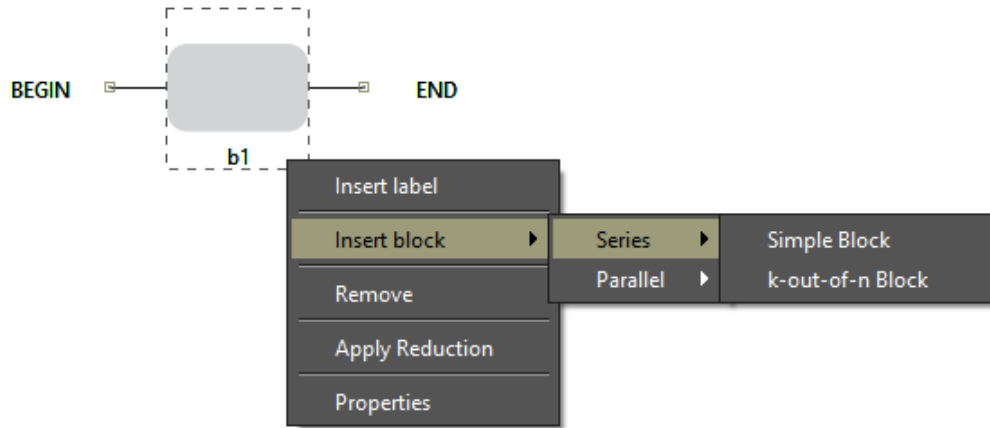 BEGIN
END
b1
Insert label
Insert block
Series
Simple Block
Parallel
k-out-of-n Block
Remove
Apply Reduction
Properties